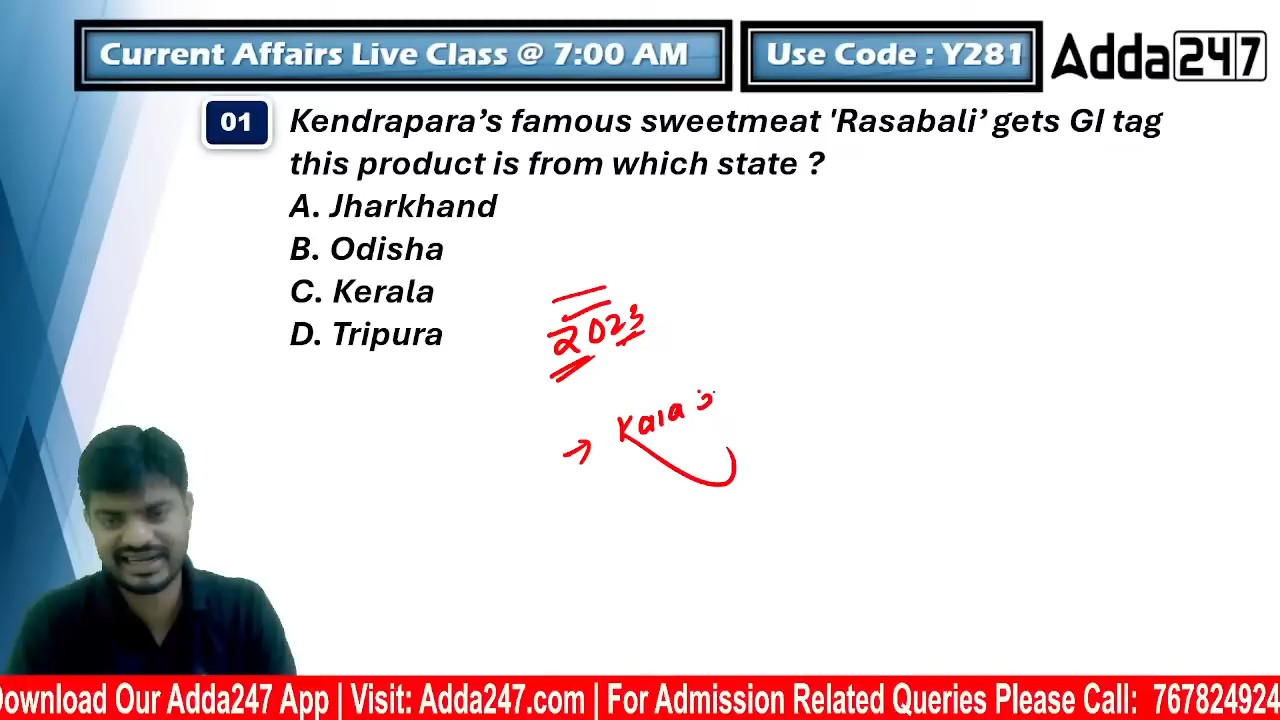 Current Affairs Live Class @ 7:00 AM
Use Code : Y281
Adda247
01
Kendrapara’s famous sweetmeat 'Rasabali’ gets GI tag
this product is from which state ?
A. Jharkhand
B. Odisha
C. Kerala
D. Tripura
2023
→ Kala
Download Our Adda247 App | Visit: Adda247.com | For Admission Related Queries Please Call: 767824924